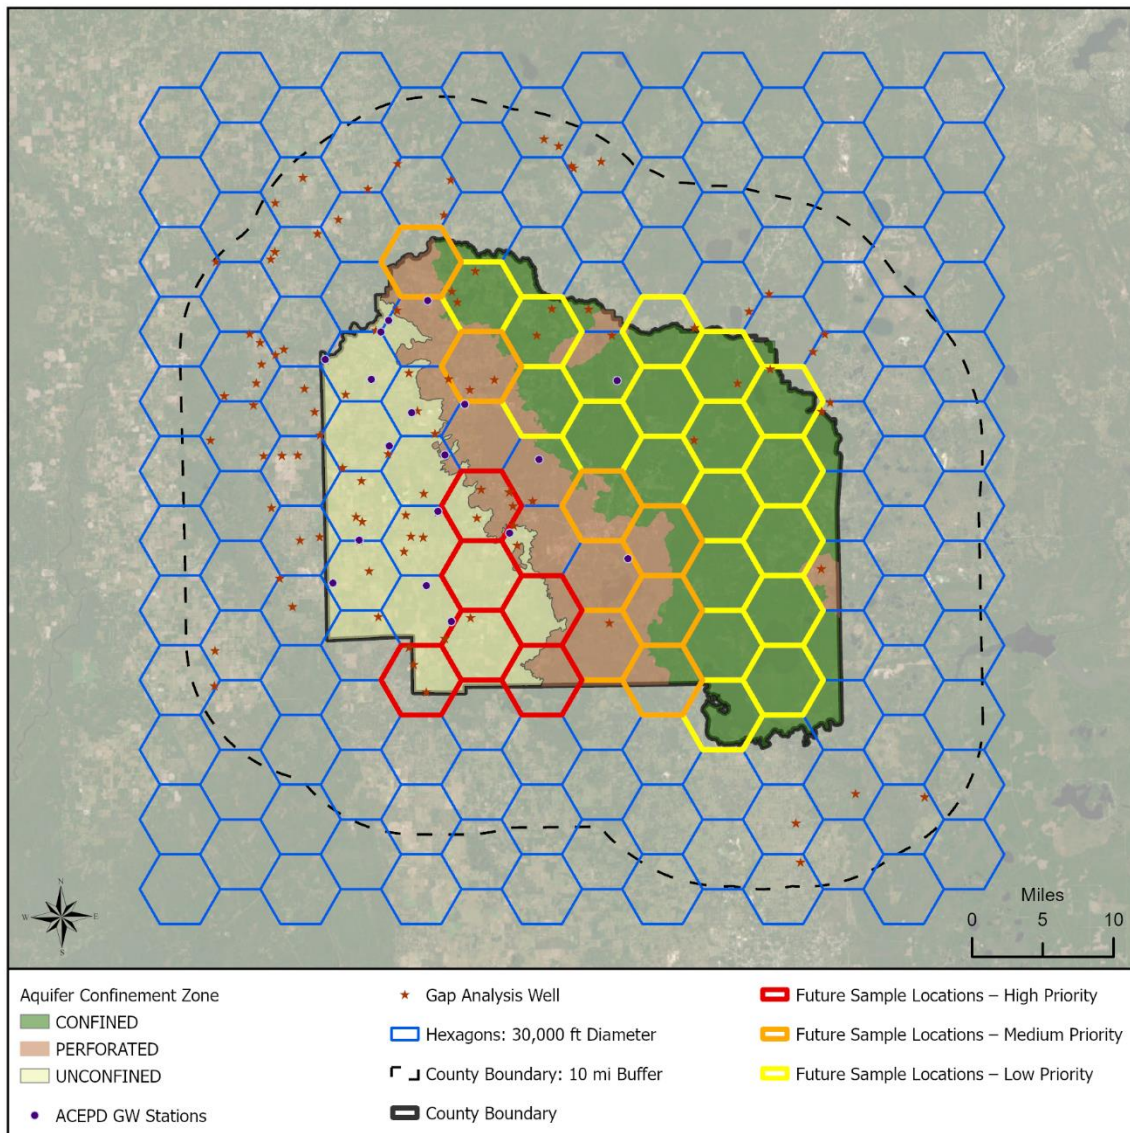 N
W E
S
Miles
0 5 10
Aquifer Confinement Zone
CONFINED
PERFORATED
UNCONFINED
ACEPD GW Stations
Gap Analysis Well
Hexagons: 30,000 ft Diameter
County Boundary: 10 mi Buffer
County Boundary
Future Sample Locations – High Priority
Future Sample Locations – Medium Priority
Future Sample Locations – Low Priority